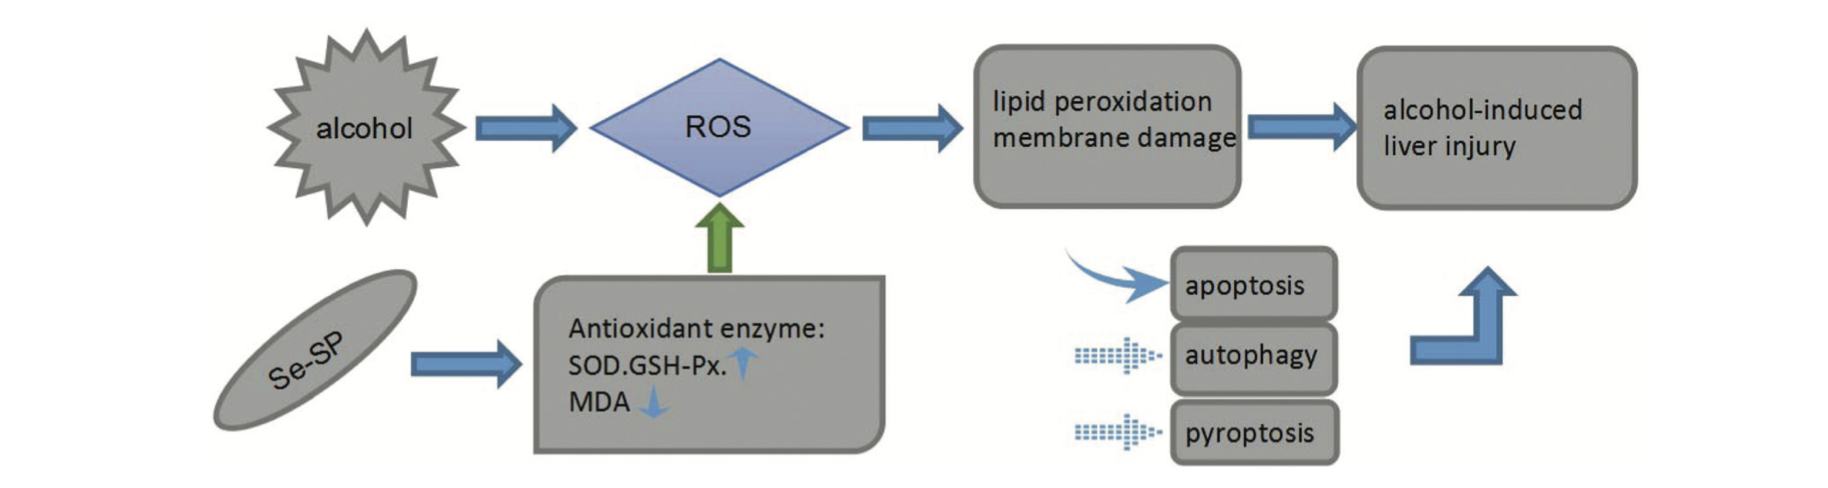 alcohol
ROS
lipid peroxidation
membrane damage
alcohol-induced
liver injury
Se-SP
Antioxidant enzyme:
SOD.GSH-Px.
MDA
apoptosis
autophagy
pyroptosis